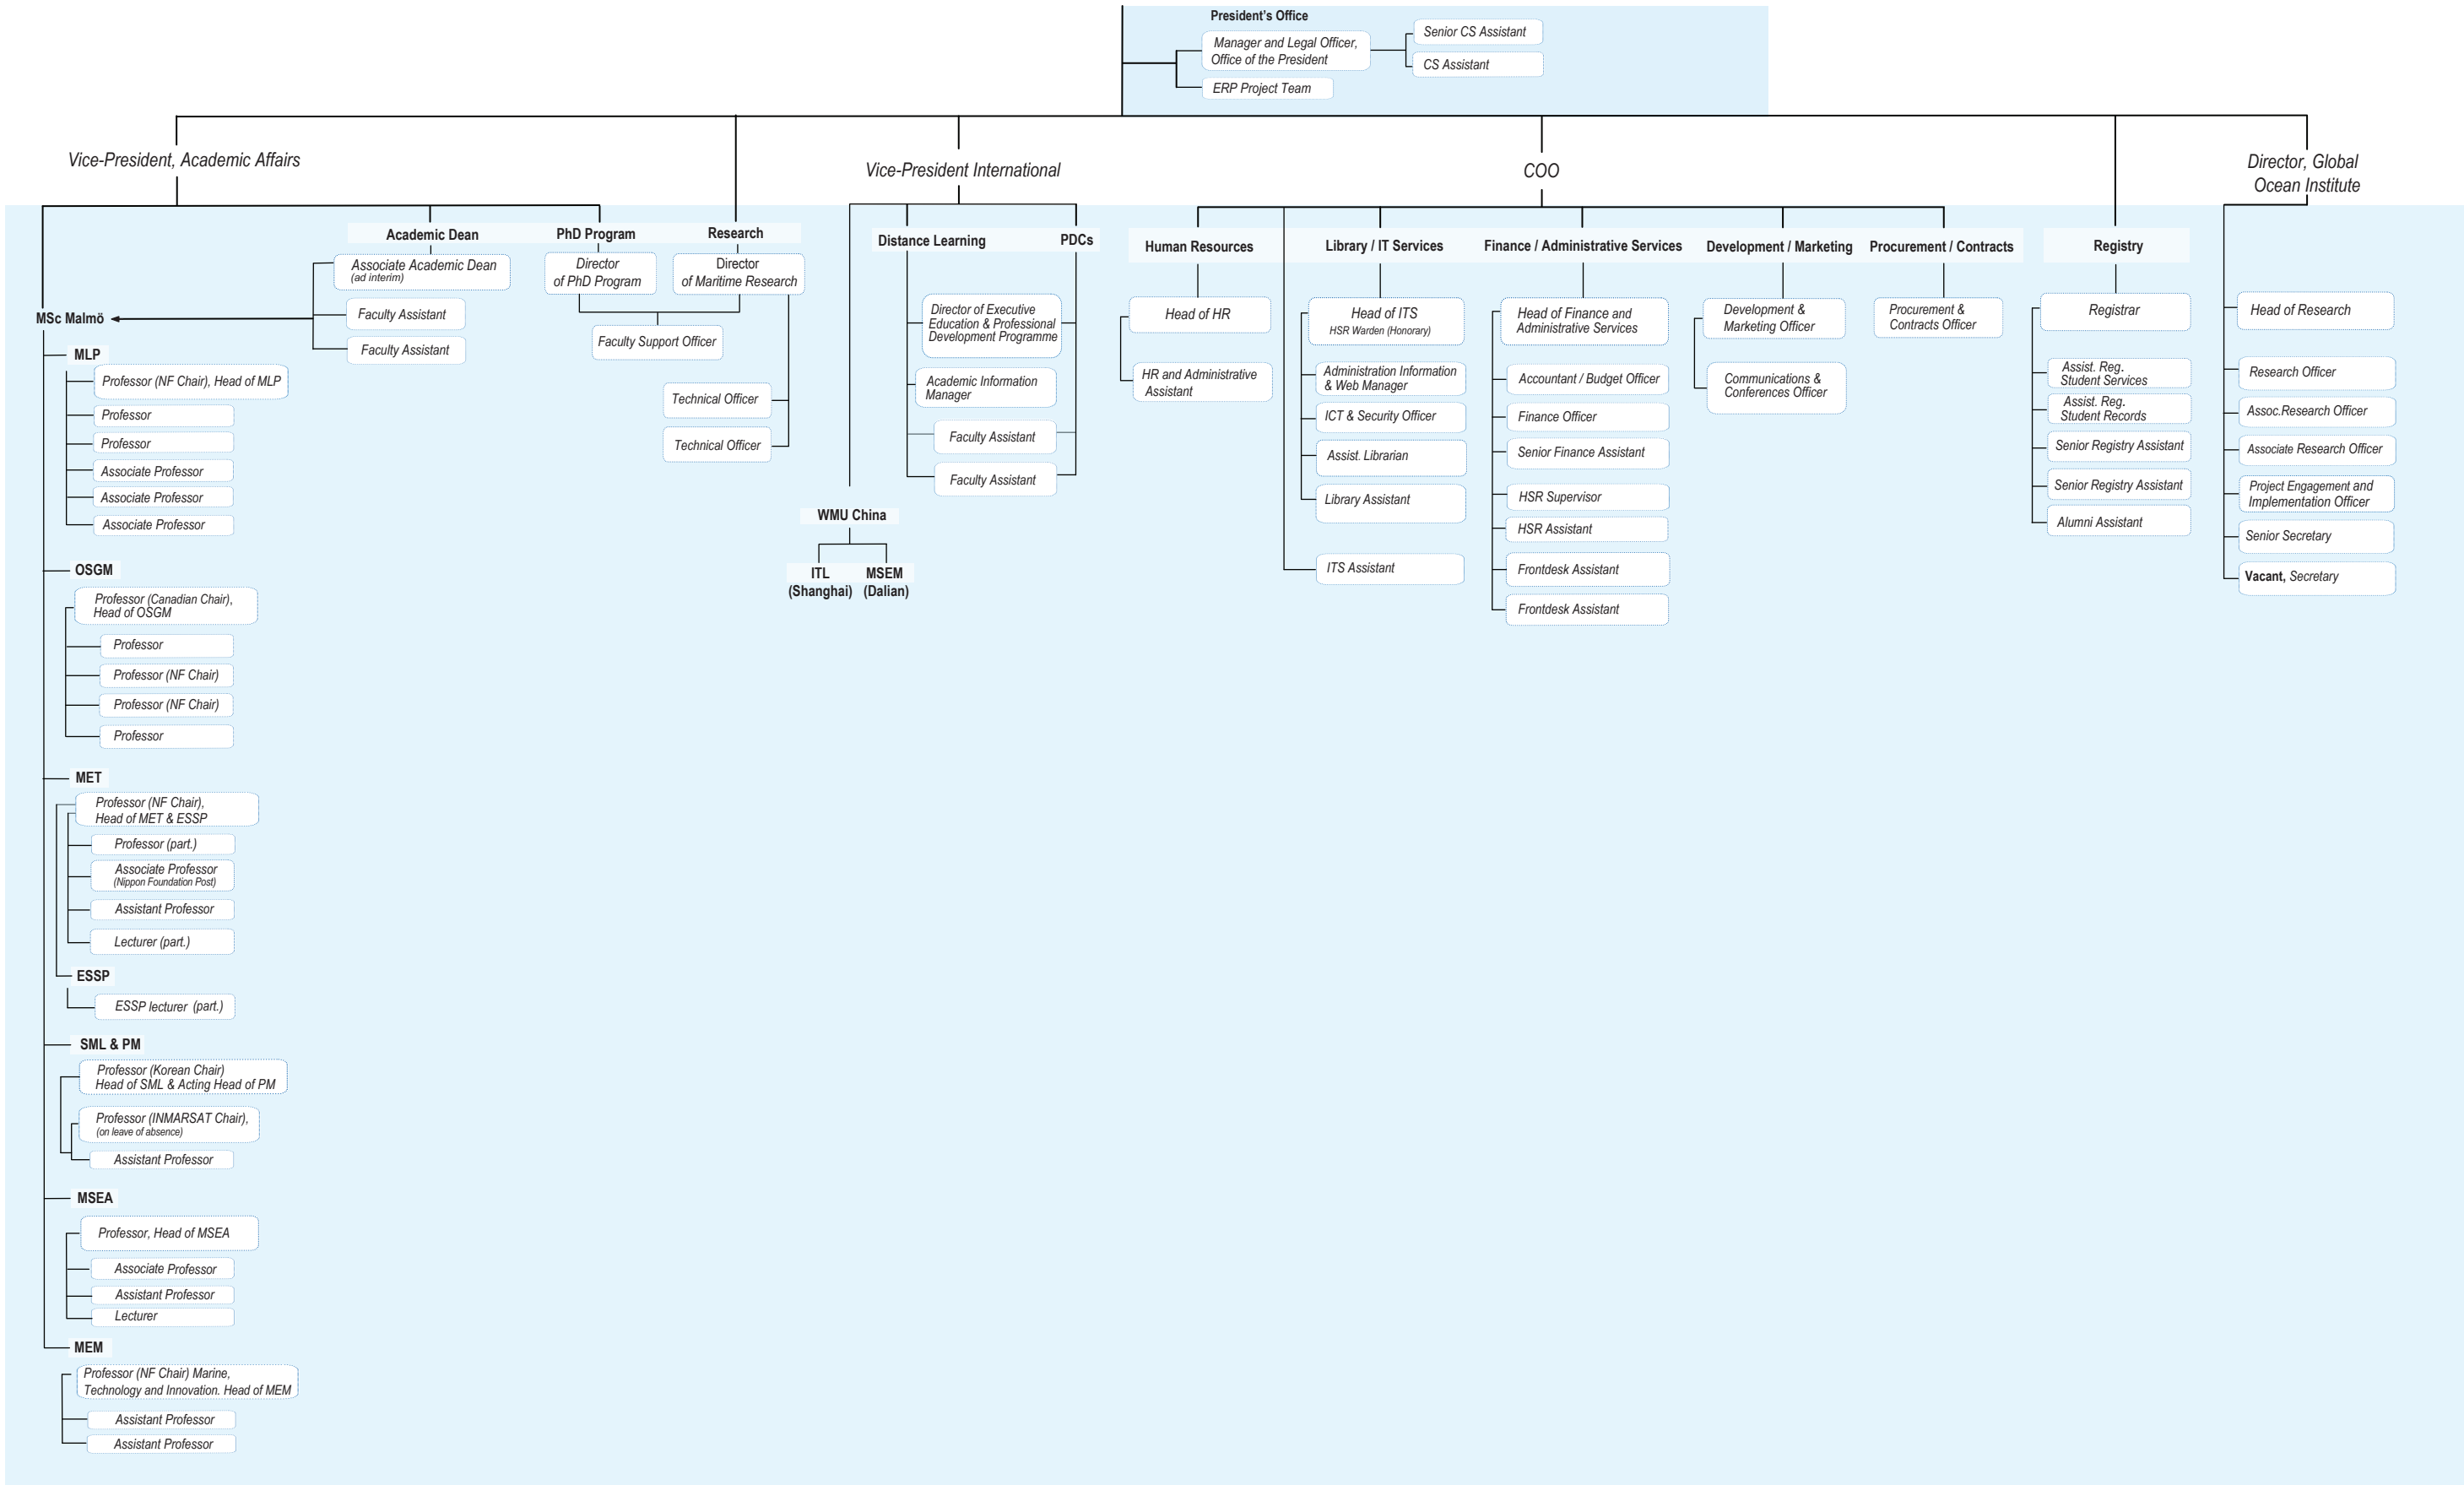 President's Office
Manager and Legal Officer,
Office of the President
Senior CS Assistant
CS Assistant
ERP Project Team
Vice-President, Academic Affairs
Vice-President International
COO
Director, Global
Ocean Institute
Academic Dean
Associate Academic Dean
(ad interim)
Faculty Assistant
Faculty Assistant
PhD Program
Director
of PhD Program
Research
Director
of Maritime Research
Faculty Support Officer
Technical Officer
Technical Officer
MSc Malmö
MLP
Professor (NF Chair), Head of MLP
Professor
Professor
Associate Professor
Associate Professor
Associate Professor
OSGM
Professor (Canadian Chair),
Head of OSGM
Professor
Professor (NF Chair)
Professor (NF Chair)
Professor
MET
Professor (NF Chair),
Head of MET & ESSP
Professor (part.)
Associate Professor
(Nippon Foundation Post)
Assistant Professor
Lecturer (part.)
ESSP
ESSP lecturer (part.)
SML & PM
Professor (Korean Chair)
Head of SML & Acting Head of PM
Professor (INMARSAT Chair),
(on leave of absence)
Assistant Professor
MSEA
Professor, Head of MSEA
Associate Professor
Assistant Professor
Lecturer
MEM
Professor (NF Chair) Marine,
Technology and Innovation. Head of MEM
Assistant Professor
Assistant Professor
Distance Learning
PDCs
Director of Executive
Education & Professional
Development Programme
Academic Information
Manager
Faculty Assistant
Faculty Assistant
WMU China
ITL
(Shanghai)
MSEM
(Dalian)
Human Resources
Head of HR
HR and Administrative
Assistant
Library / IT Services
Head of ITS
HSR Warden (Honorary)
Administration Information
& Web Manager
ICT & Security Officer
Assist. Librarian
Library Assistant
ITS Assistant
Finance / Administrative Services
Head of Finance and
Administrative Services
Accountant / Budget Officer
Finance Officer
Senior Finance Assistant
HSR Supervisor
HSR Assistant
Frontdesk Assistant
Frontdesk Assistant
Development / Marketing
Development &
Marketing Officer
Communications &
Conferences Officer
Procurement / Contracts
Procurement &
Contracts Officer
Registry
Registrar
Assist. Reg.
Student Services
Assist. Reg.
Student Records
Senior Registry Assistant
Senior Registry Assistant
Alumni Assistant
Head of Research
Research Officer
Assoc.Research Officer
Associate Research Officer
Project Engagement and
Implementation Officer
Senior Secretary
Vacant, Secretary